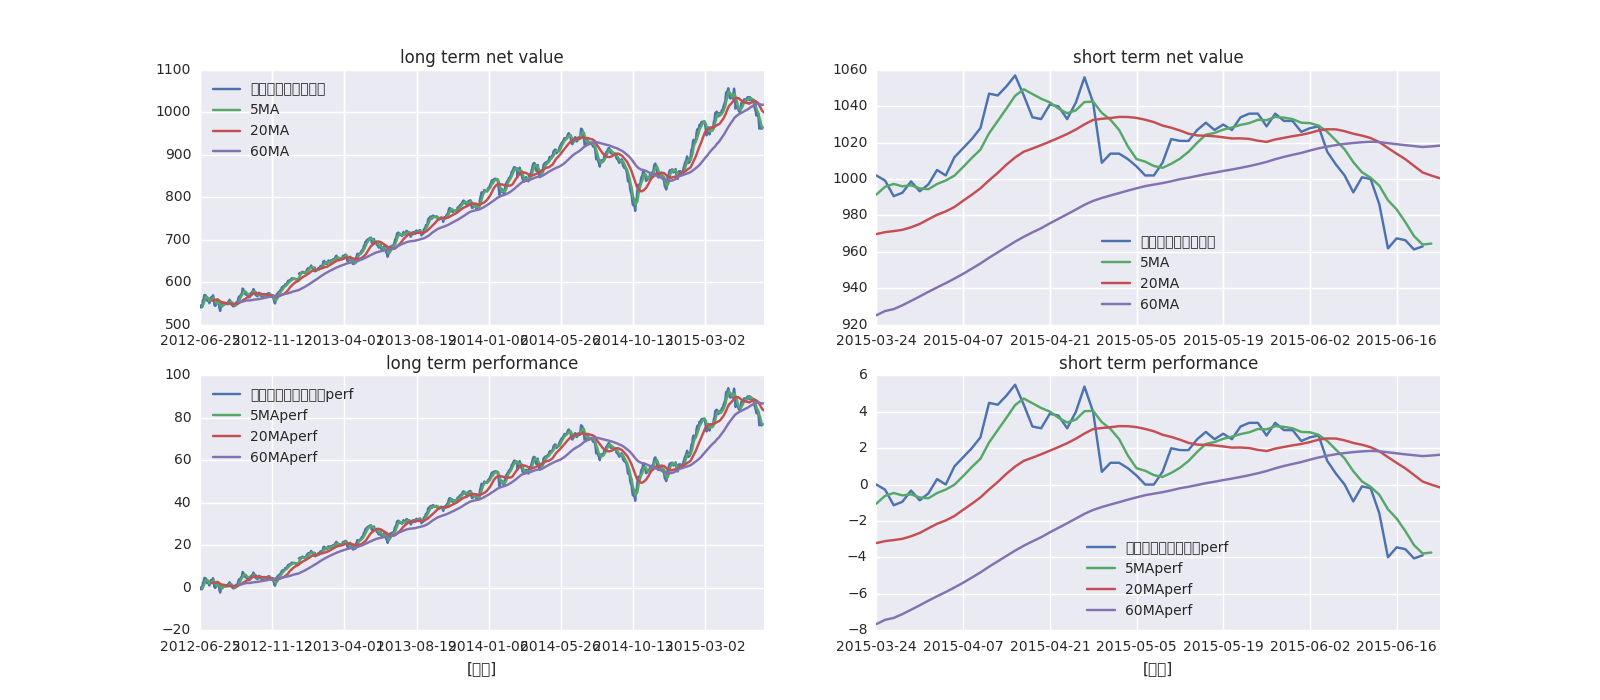 long term net value
1100
1000
900
800
700
600
500
5MA
20MA
60MA
2012-06-25 2012-11-12 2013-04-01 2013-08-19 2014-01-06 2014-05-26 2014-10-13 2015-03-02
short term net value
1060
1040
1020
1000
980
960
940
920
5MA
20MA
60MA
2015-03-24 2015-04-07 2015-04-21 2015-05-05 2015-05-19 2015-06-02 2015-06-16
long term performance
100
80
60
40
20
0
−20
perf
5MAperf
20MAperf
60MAperf
2012-06-25 2012-11-12 2013-04-01 2013-08-19 2014-01-06 2014-05-26 2014-10-13 2015-03-02
[]
short term performance
6
4
2
0
−2
−4
−6
−8
perf
5MAperf
20MAperf
60MAperf
2015-03-24 2015-04-07 2015-04-21 2015-05-05 2015-05-19 2015-06-02 2015-06-16
[]